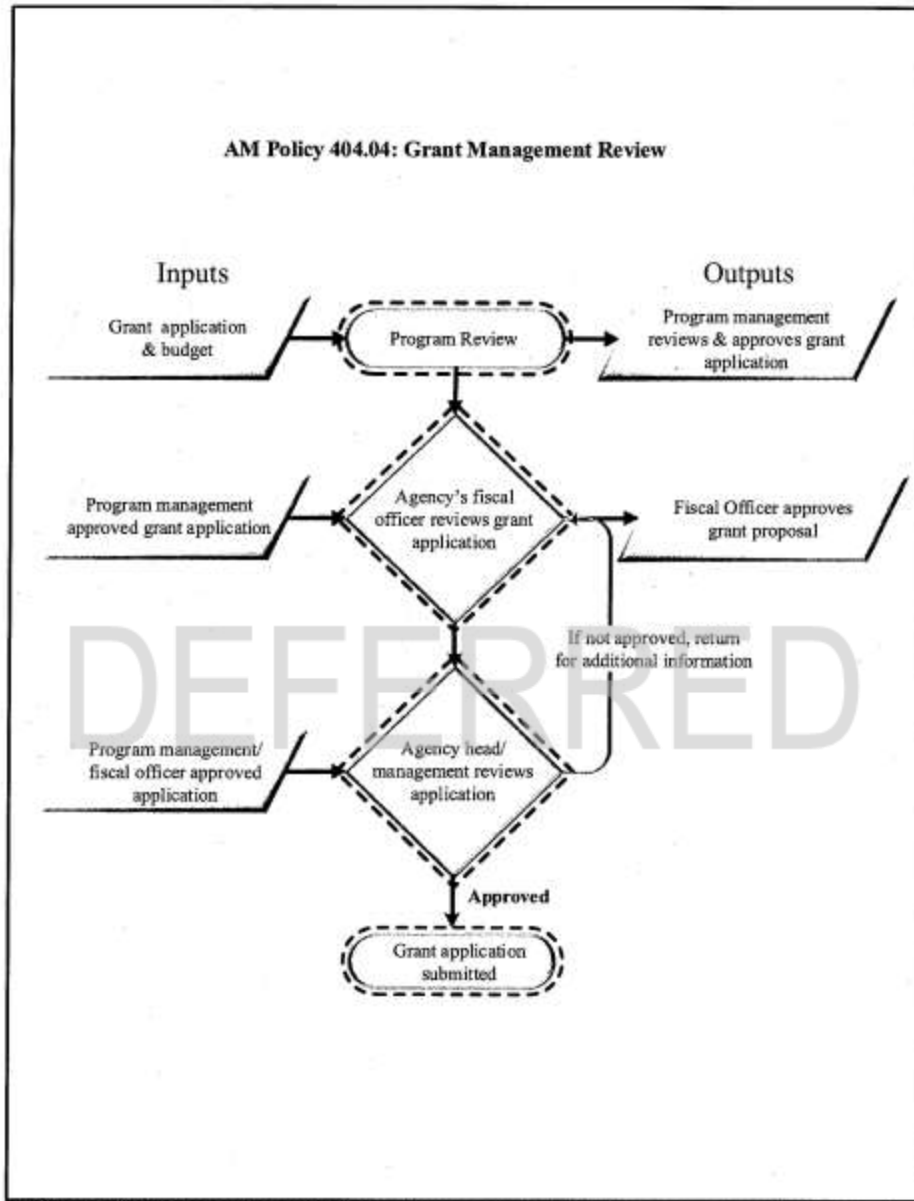 AM Policy 404.04: Grant Management Review
Inputs
Outputs
Grant application
& budget
Program Review
Program management
reviews & approves grant
application
Program management
approved grant application
Agency's fiscal
officer reviews grant
application
Fiscal Officer approves
grant proposal
If not approved, return
for additional information
DEFERRED
Program management/
fiscal officer approved
application
Agency head/
management reviews
application
Approved
Grant application
submitted